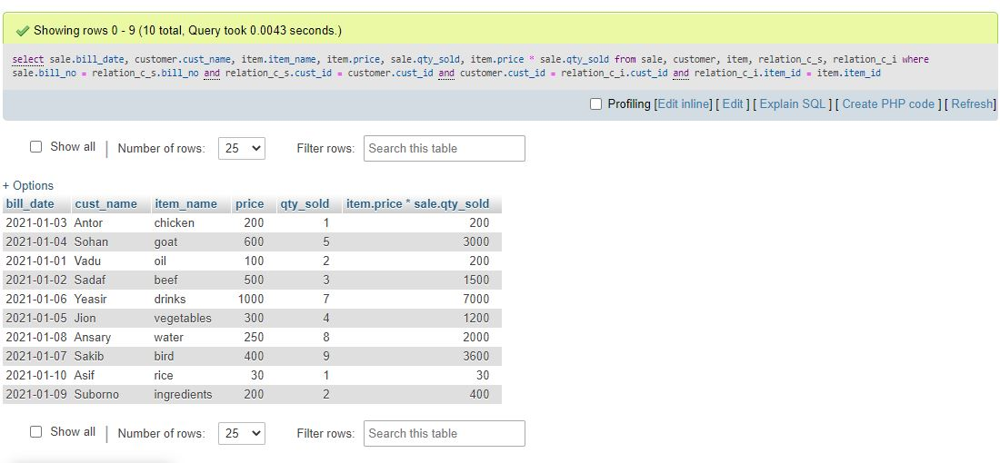 Showing rows 0 - 9 (10 total, Query took 0.0043 seconds.)
select sale.bill_date, customer.cust_name, item.item_name, item.price, sale.qty_sold, item.price * sale.qty_sold from sale, customer, item, relation_c_s, relation_c_i where
sale.bill_no = relation_c_s.bill_no and relation_c_s.cust_id = customer.cust_id and customer.cust_id = relation_c_i.cust_id and relation_c_i.item_id = item.item_id
Profiling [Edit inline] [ Edit ] [ Explain SQL ] [ Create PHP code ] [ Refresh]
Show all | Number of rows: 25 Filter rows: Search this table
+ Options
bill_date cust_name item_name price qty_sold item.price * sale.qty_sold
2021-01-03 Antor chicken 200 1 200
2021-01-04 Sohan goat 600 5 3000
2021-01-01 Vadu oil 100 2 200
2021-01-02 Sadaf beef 500 3 1500
2021-01-06 Yeasir drinks 1000 7 7000
2021-01-05 Jion vegetables 300 4 1200
2021-01-08 Ansary water 250 8 2000
2021-01-07 Sakib bird 400 9 3600
2021-01-10 Asif rice 30 1 30
2021-01-09 Suborno ingredients 200 2 400
Show all | Number of rows: 25 Filter rows: Search this table